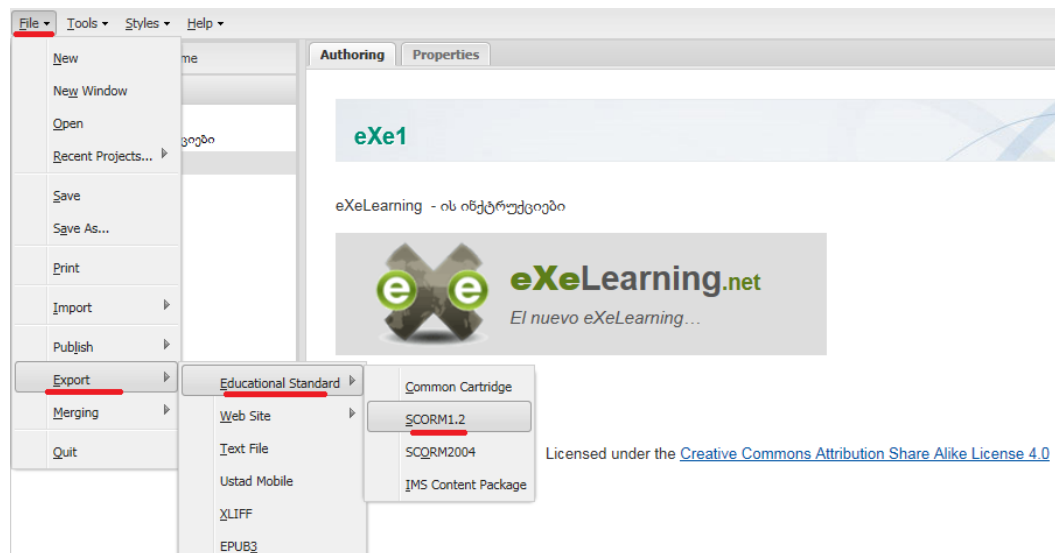 File Tools Styles Help
New
New Window
Open
Recent Projects...
Save
Save As...
Print
Import
Publish
Export
Merging
Quit
me
ციები
Educational Standard
Web Site
Text File
Ustad Mobile
XLIFF
EPUB3
Common Cartridge
SCORM1.2
SCORM2004
IMS Content Package
Authoring Properties
eXe1
eXeLearning - ის ინქტრუქციები
eXeLearning.net
El nuevo eXeLearning...
Licensed under the Creative Commons Attribution Share Alike License 4.0